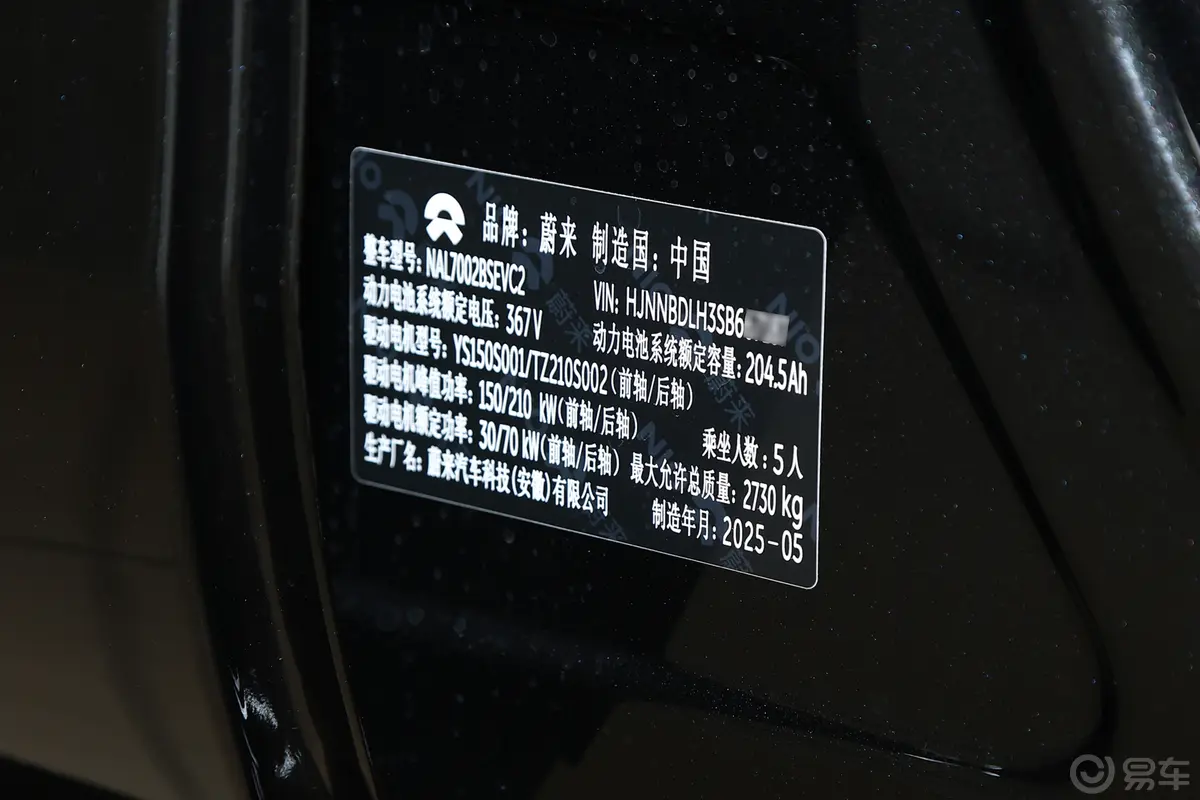 品牌: 蔚来 制造国: 中国
整车型号: NAL7002BSEVC2 VIN: HJNNBDLH3SB6
动力电池系统额定电压: 367V 动力电池系统额定容量: 204.5Ah
驱动电机型号: YS150S001/TZ210S002(前轴/后轴)
驱动电机峰值功率: 150/210 kW(前轴/后轴) 乘坐人数: 5人
驱动电机额定功率: 30/70 kW(前轴/后轴) 最大允许总质量: 2730 kg
生产厂名: 蔚来汽车科技(安徽)有限公司 制造年月: 2025-05
易车